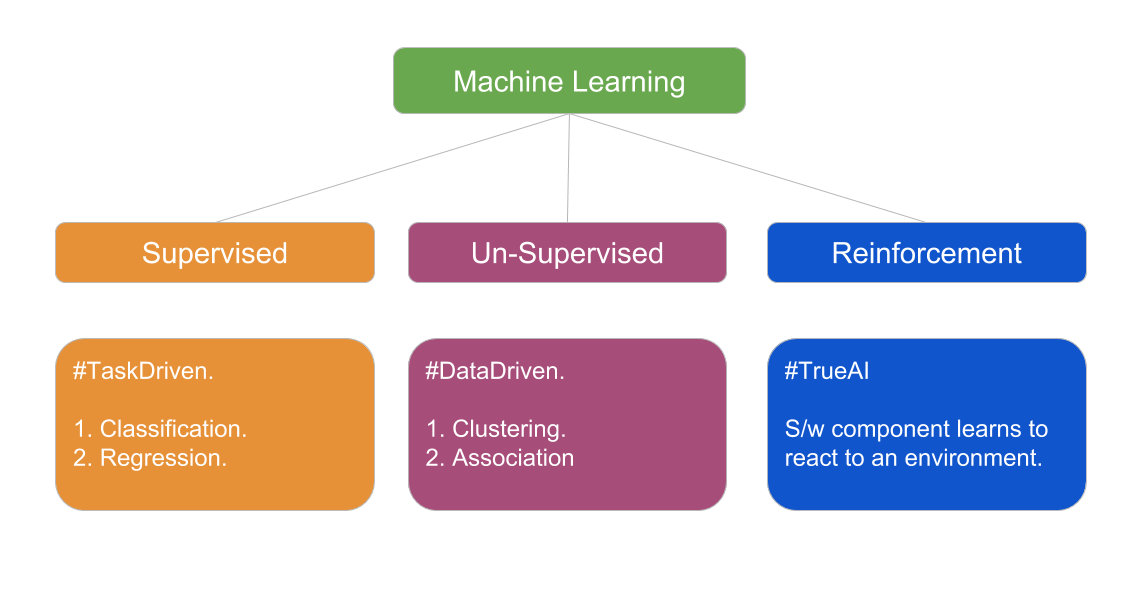 Machine Learning
Supervised
Un-Supervised
Reinforcement
#TaskDriven.
1. Classification.
2. Regression.
#DataDriven.
1. Clustering.
2. Association
#TrueAI
S/w component learns to
react to an environment.